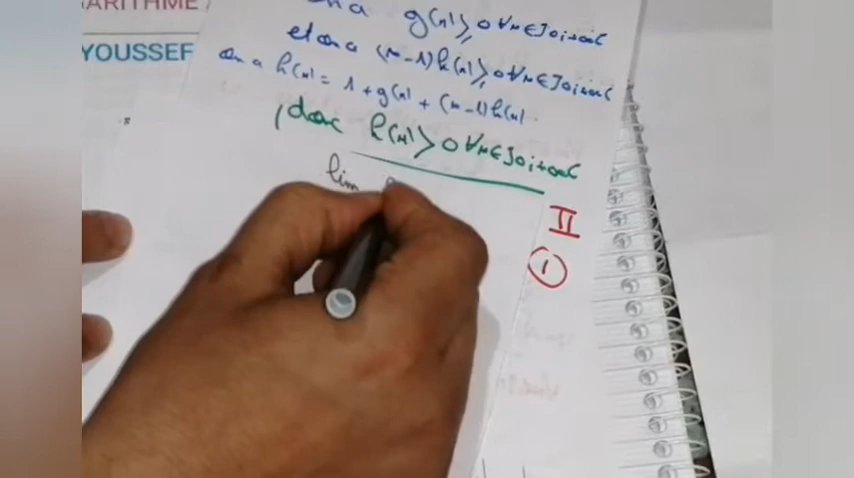 ARITHME /
YOUSSEF
on a g(x)≥0 ∀x∈]0;+∞[
et on a (x-1)k(x)≥0 ∀x∈]0;+∞[
on a h(x) = 1+g(x)+(x-1)k(x).
donc h(x)>0 ∀x∈]0;+∞[
lim
II
1